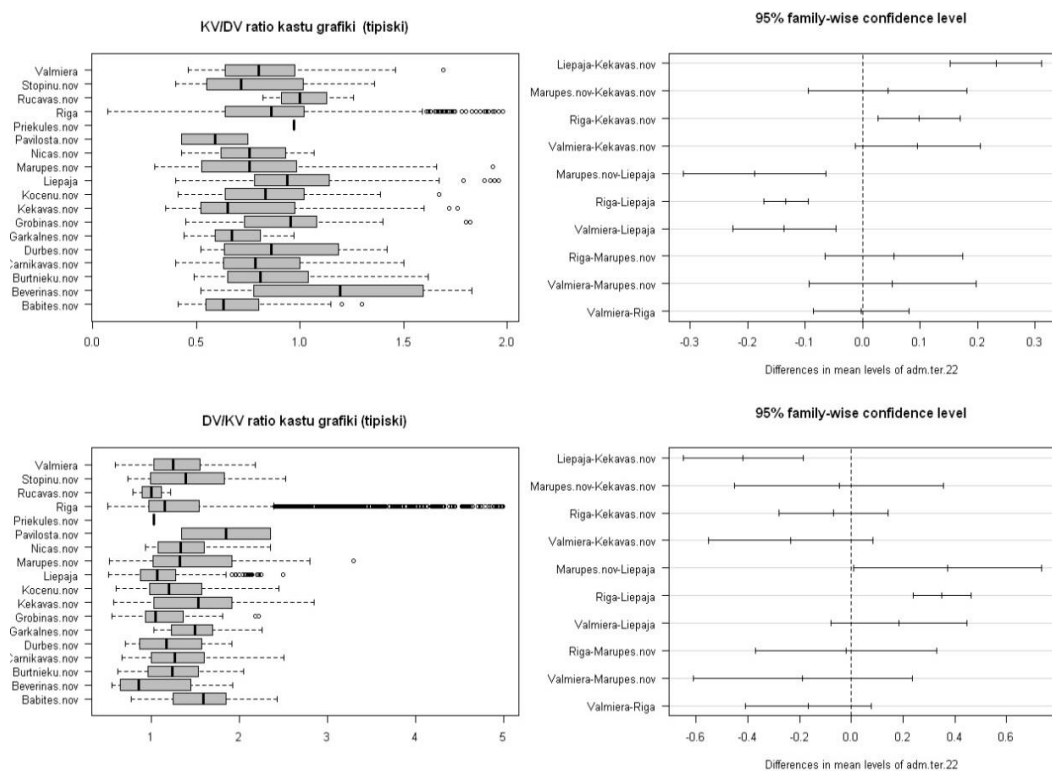 KV/DV ratio kastu grafiki (tipiski)
Valmiera
Stopinu.nov
Rucavas.nov
Riga
Priekules.nov
Pavilosta.nov
Nicas.nov
Marupes.nov
Liepaja
Kocenu.nov
Kekavas.nov
Grobinas.nov
Garkalnes.nov
Durbes.nov
Carnikavas.nov
Burtnieku.nov
Beverinas.nov
Babites.nov
0.0 0.5 1.0 1.5 2.0
95% family-wise confidence level
Liepaja-Kekavas.nov
Marupes.nov-Kekavas.nov
Riga-Kekavas.nov
Valmiera-Kekavas.nov
Marupes.nov-Liepaja
Riga-Liepaja
Valmiera-Liepaja
Riga-Marupes.nov
Valmiera-Marupes.nov
Valmiera-Riga
-0.3 -0.2 -0.1 0.0 0.1 0.2 0.3
Differences in mean levels of adm.ter.22
DV/KV ratio kastu grafiki (tipiski)
Valmiera
Stopinu.nov
Rucavas.nov
Riga
Priekules.nov
Pavilosta.nov
Nicas.nov
Marupes.nov
Liepaja
Kocenu.nov
Kekavas.nov
Grobinas.nov
Garkalnes.nov
Durbes.nov
Carnikavas.nov
Burtnieku.nov
Beverinas.nov
Babites.nov
1 2 3 4 5
95% family-wise confidence level
Liepaja-Kekavas.nov
Marupes.nov-Kekavas.nov
Riga-Kekavas.nov
Valmiera-Kekavas.nov
Marupes.nov-Liepaja
Riga-Liepaja
Valmiera-Liepaja
Riga-Marupes.nov
Valmiera-Marupes.nov
Valmiera-Riga
-0.6 -0.4 -0.2 0.0 0.2 0.4 0.6
Differences in mean levels of adm.ter.22